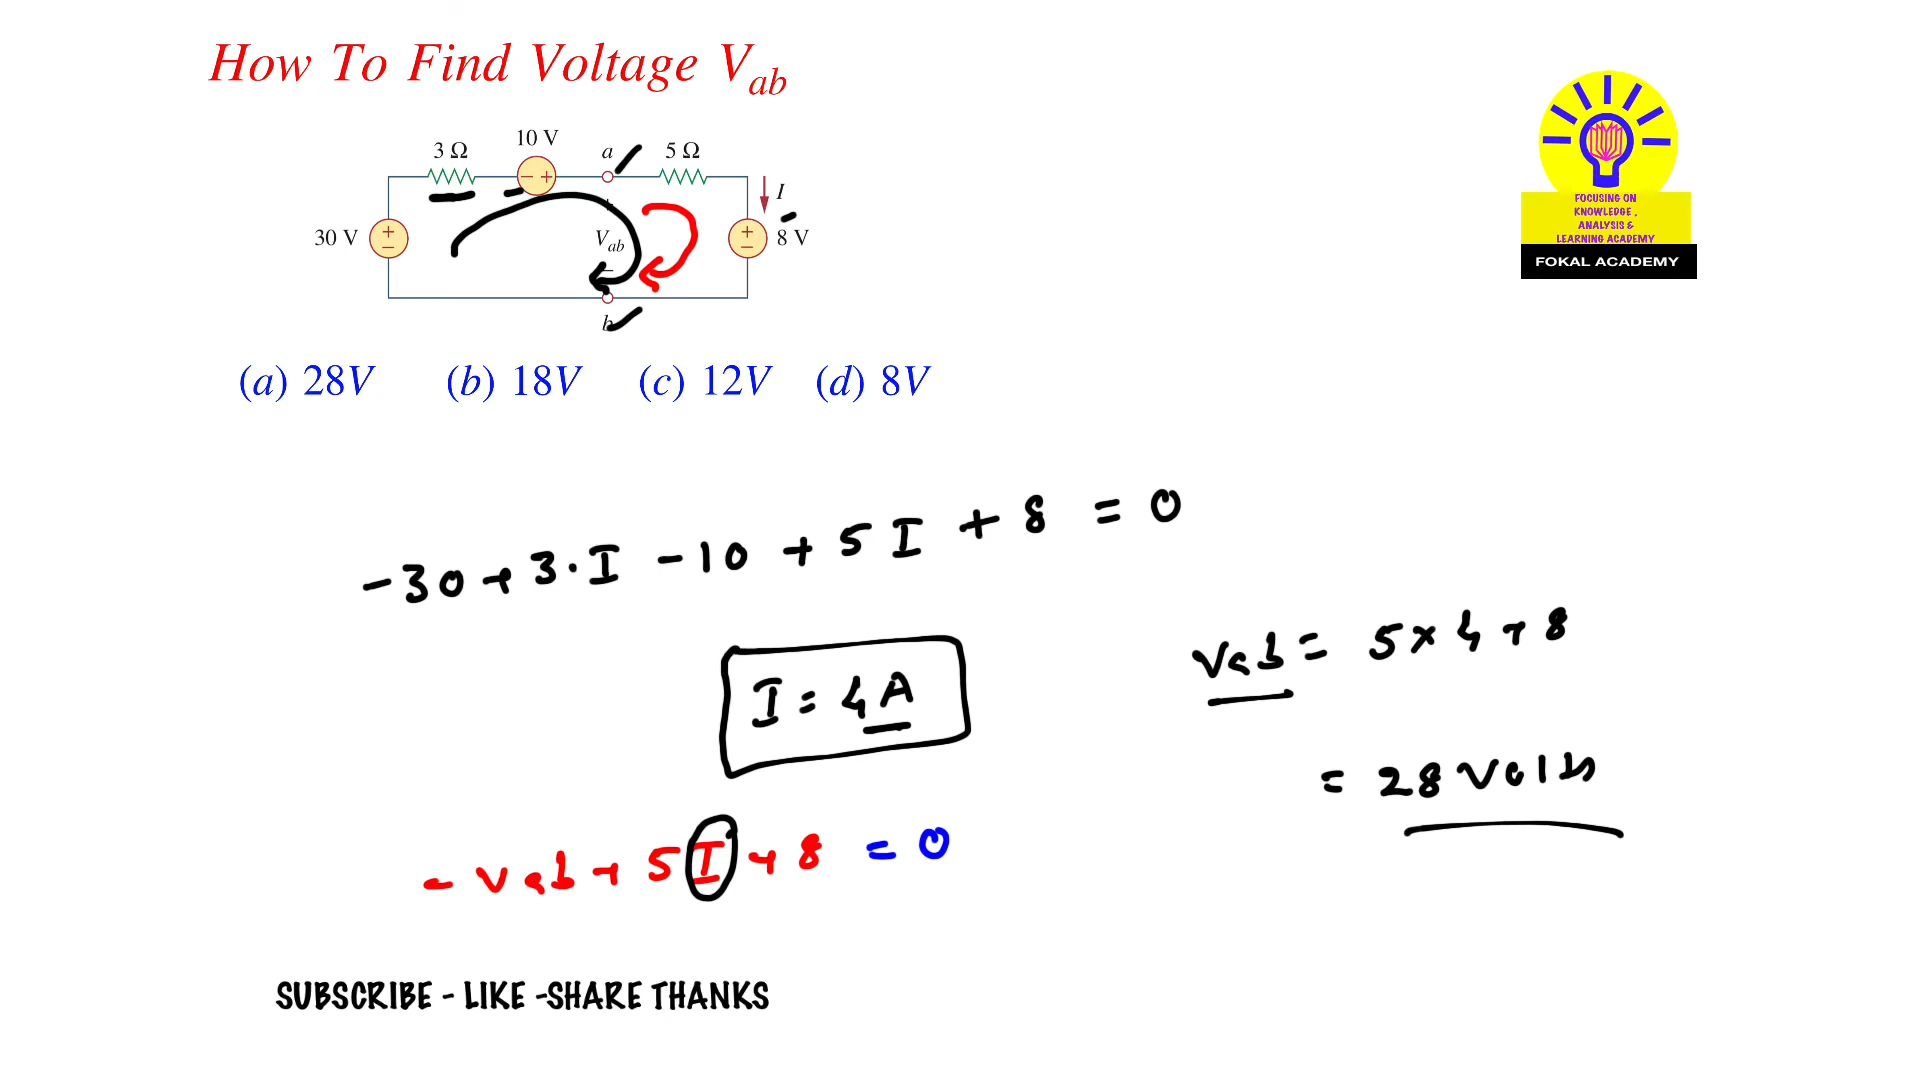 How To Find Voltage Vab
10 V
3 Ω
a
5 Ω
I
30 V
+
−
− +
+
Vab
−
+
−
8 V
b
(a) 28V (b) 18V (c) 12V (d) 8V
-30+3·I -10 + 5I + 8 = 0
I = 4A
-Vab+5I+8 = 0
Vab = 5×4+8
= 28 Volts
SUBSCRIBE - LIKE -SHARE THANKS
FOCUSING ON
KNOWLEDGE ,
ANALYSIS &
LEARNING ACADEMY
FOKAL ACADEMY